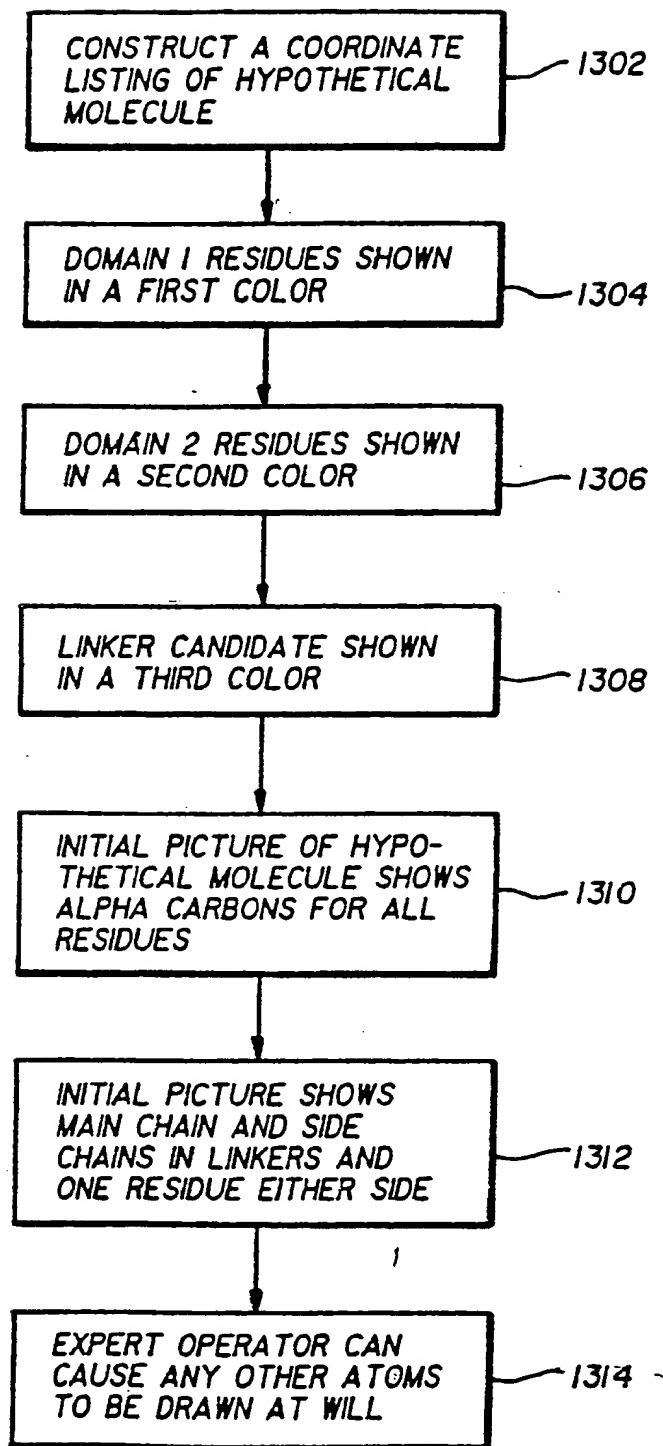 CONSTRUCT A COORDINATE
LISTING OF HYPOTHETICAL
MOLECULE
1302
DOMAIN 1 RESIDUES SHOWN
IN A FIRST COLOR
1304
DOMAIN 2 RESIDUES SHOWN
IN A SECOND COLOR
1306
LINKER CANDIDATE SHOWN
IN A THIRD COLOR
1308
INITIAL PICTURE OF HYPO-
THETICAL MOLECULE SHOWS
ALPHA CARBONS FOR ALL
RESIDUES
1310
INITIAL PICTURE SHOWS
MAIN CHAIN AND SIDE
CHAINS IN LINKERS AND
ONE RESIDUE EITHER SIDE
1312
EXPERT OPERATOR CAN
CAUSE ANY OTHER ATOMS
TO BE DRAWN AT WILL
1314